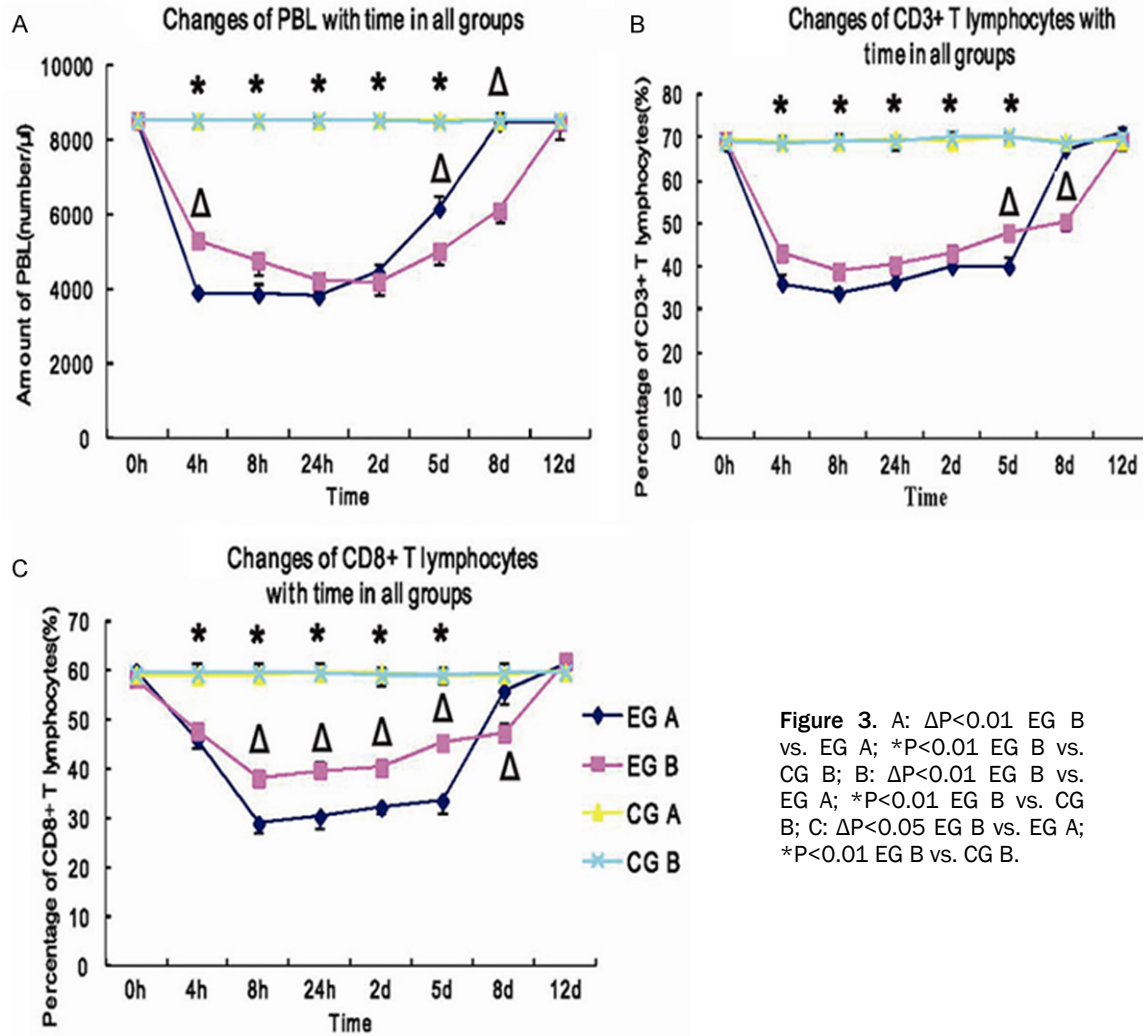 A
Changes of PBL with time in all groups
Amount of PBL(number/µl)
10000
8000
6000
4000
2000
0
* * * * * Δ
Δ Δ
0h 4h 8h 24h 2d 5d 8d 12d
Time
B
Changes of CD3+ T lymphocytes with
time in all groups
Percentage of CD3+ T lymphocytes(%)
80
70
60
50
40
30
20
10
0
* * * * *
Δ Δ
0h 4h 8h 24h 2d 5d 8d 12d
Time
C
Changes of CD8+ T lymphocytes
with time in all groups
Percentage of CD8+ T lymphocytes(%)
70
60
50
40
30
20
10
0
* * * * *
Δ Δ Δ Δ Δ
0h 4h 8h 24h 2d 5d 8d 12d
Time
EG A
EG B
CG A
CG B
Figure 3. A: ΔP<0.01 EG B
vs. EG A; *P<0.01 EG B vs.
CG B; B: ΔP<0.01 EG B vs.
EG A; *P<0.01 EG B vs. CG
B; C: ΔP<0.05 EG B vs. EG A;
*P<0.01 EG B vs. CG B.